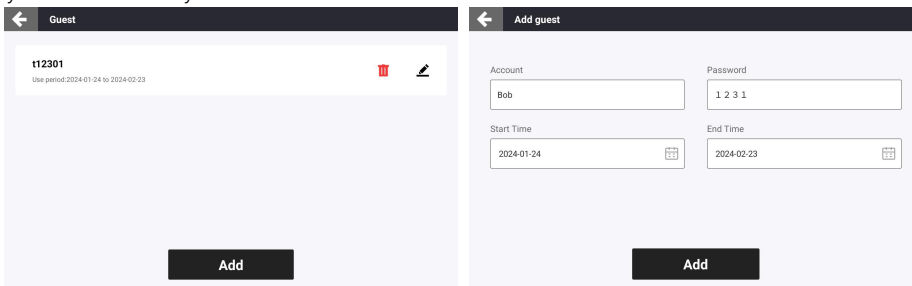 Guest
t12301
Use period:2024-01-24 to 2024-02-23
Add
Add guest
Account
Password
Bob
1 2 3 1
Start Time
End Time
2024-01-24
2024-02-23
Add